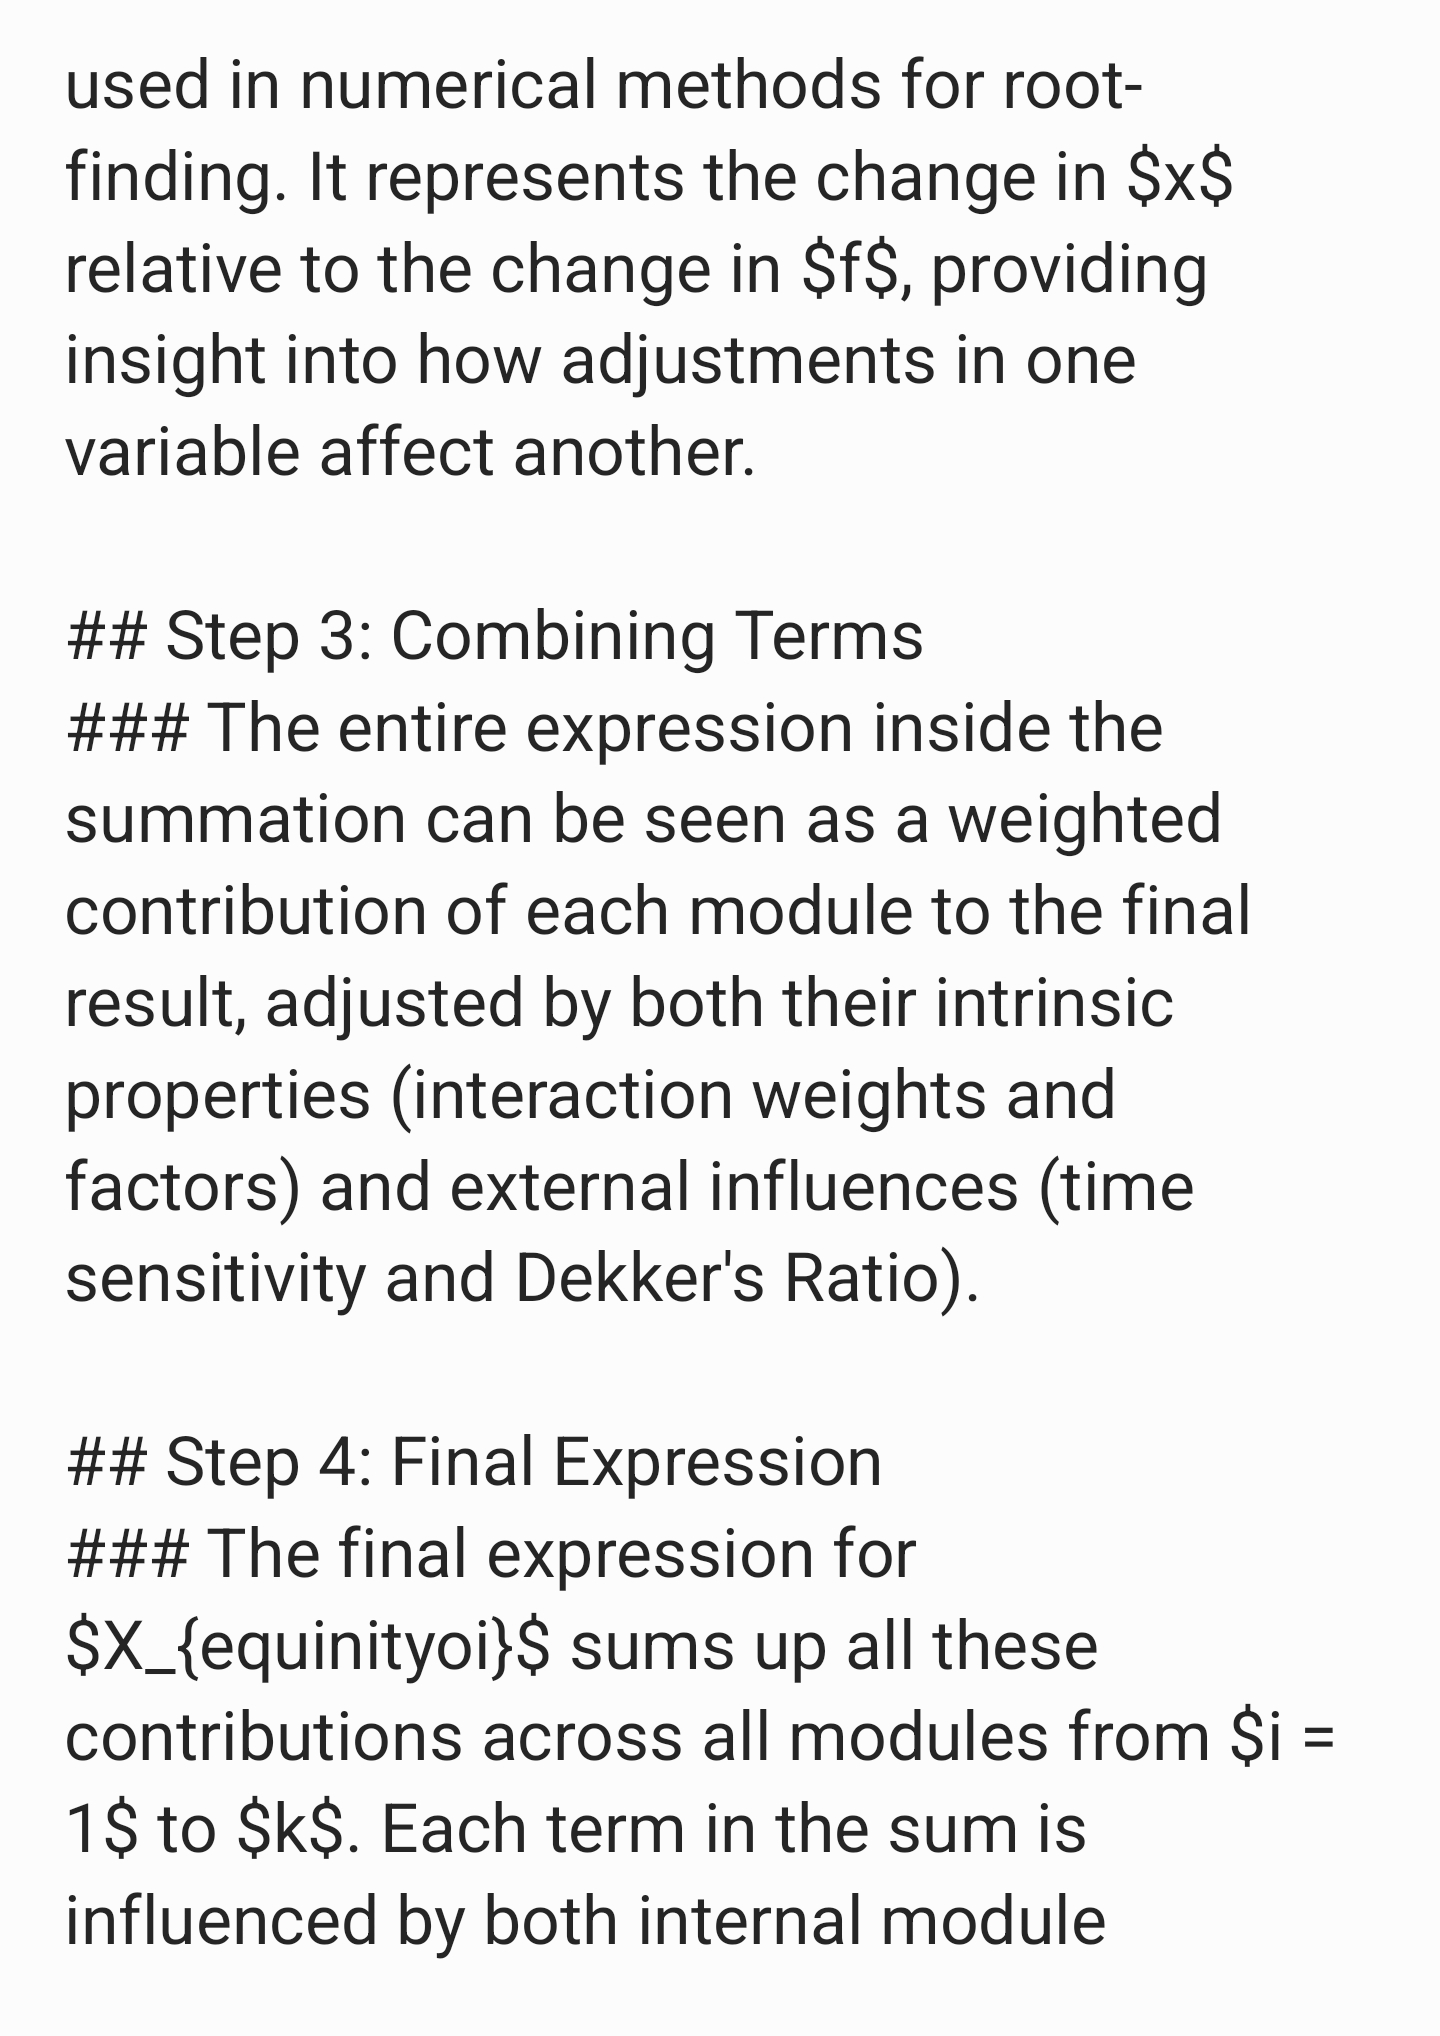 used in numerical methods for root-
finding. It represents the change in $x$
relative to the change in $f$, providing
insight into how adjustments in one
variable affect another.
## Step 3: Combining Terms
### The entire expression inside the
summation can be seen as a weighted
contribution of each module to the final
result, adjusted by both their intrinsic
properties (interaction weights and
factors) and external influences (time
sensitivity and Dekker's Ratio).
## Step 4: Final Expression
### The final expression for
$X_{equinityoi}$ sums up all these
contributions across all modules from $i =
1$ to $k$. Each term in the sum is
influenced by both internal module